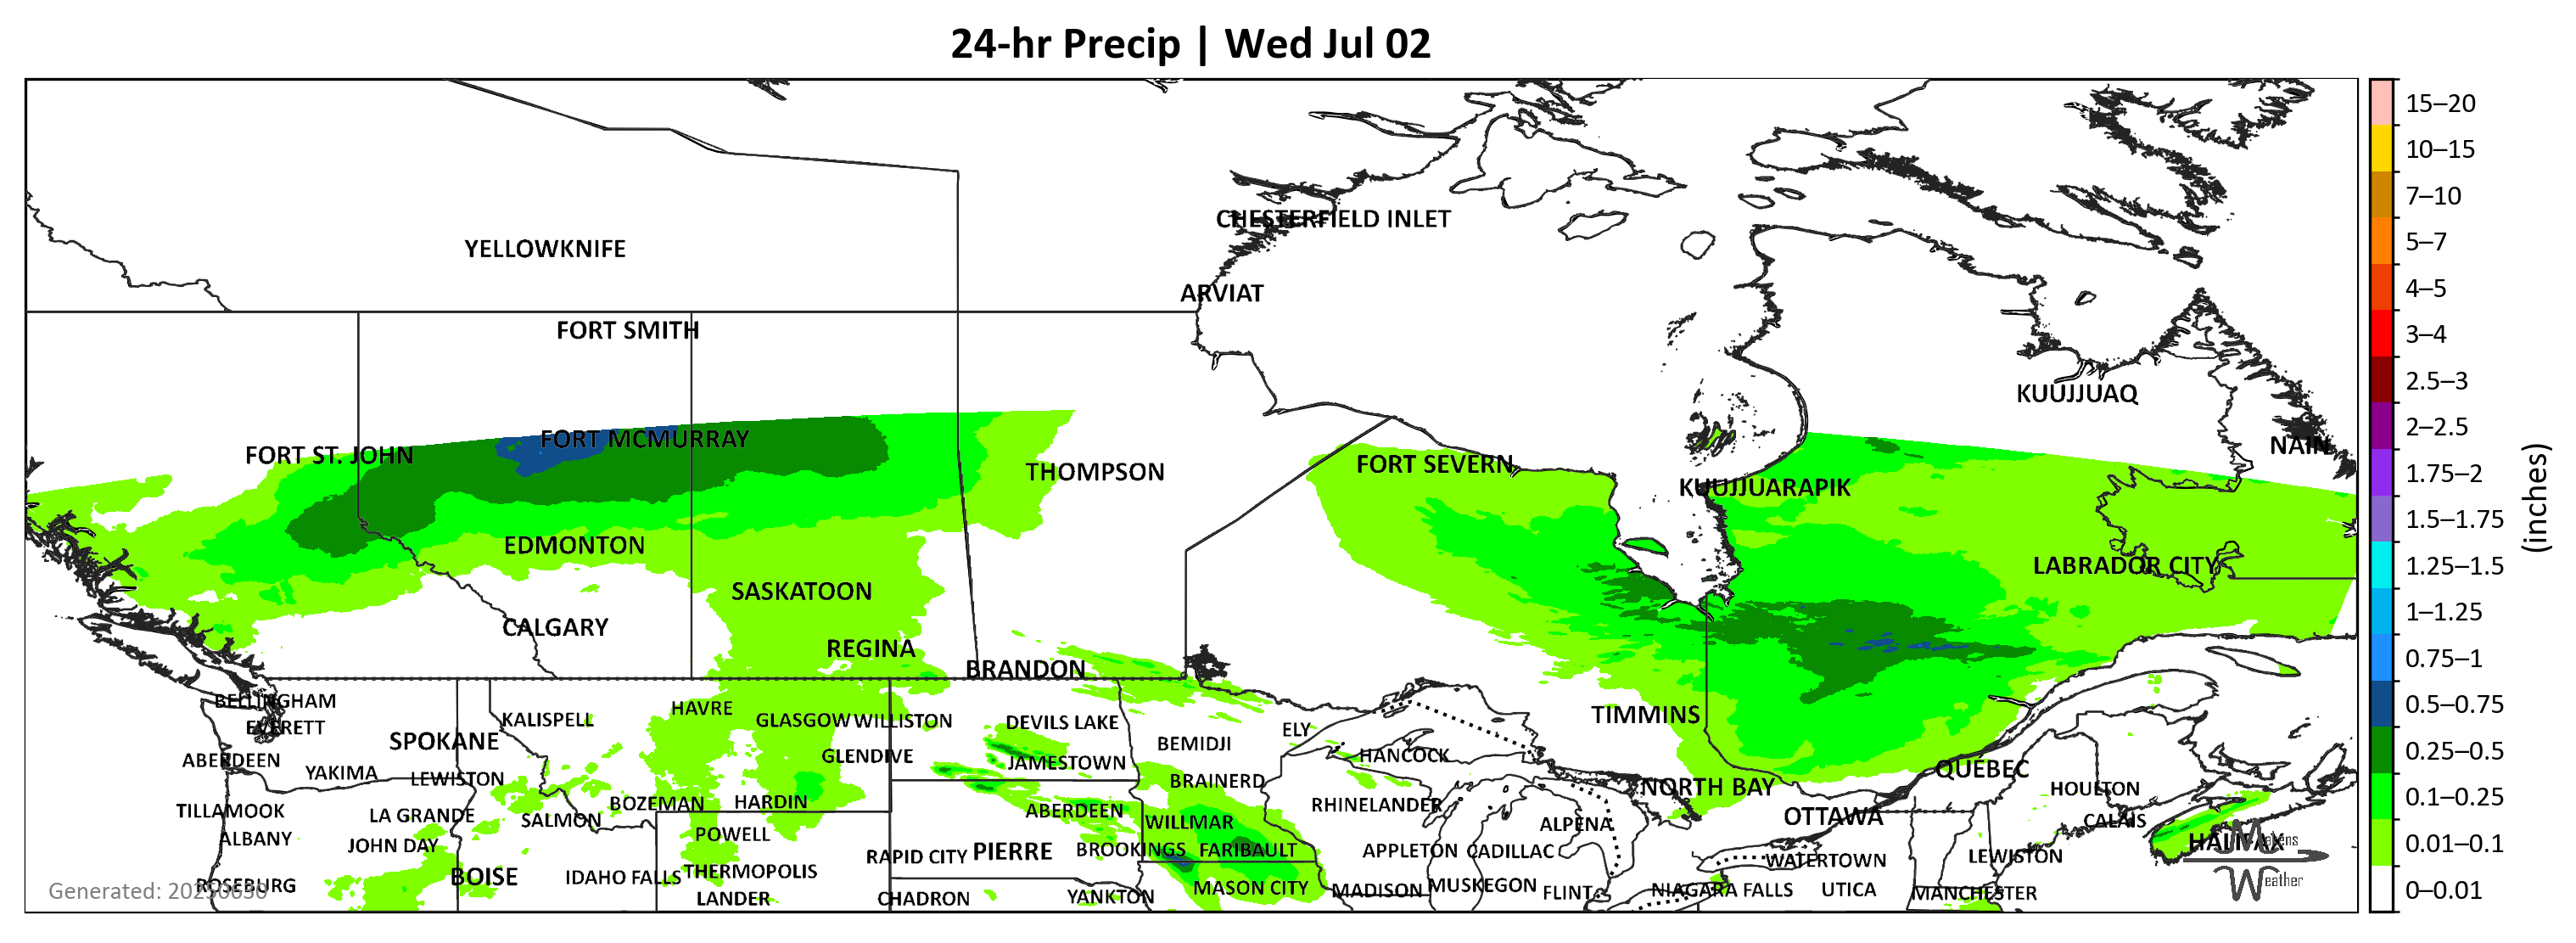 24-hr Precip | Wed Jul 02
CHESTERFIELD INLET
YELLOWKNIFE
ARVIAT
FORT SMITH
KUUJJUAQ
FORT MCMURRAY
NAIN
FORT ST. JOHN
FORT SEVERN
THOMPSON
KUUJJUARAPIK
EDMONTON
LABRADOR CITY
SASKATOON
CALGARY
REGINA
BRANDON
BELLINGHAM
HAVRE
TIMMINS
KALISPELL
GLASGOW
WILLISTON
DEVILS LAKE
EVERETT
ELY
SPOKANE
BEMIDJI
GLENDIVE
HANCOCK
ABERDEEN
JAMESTOWN
QUEBEC
YAKIMA
LEWISTON
BRAINERD
NORTH BAY
HOULTON
BOZEMAN
HARDIN
RHINELANDER
TILLAMOOK
ABERDEEN
LA GRANDE
SALMON
WILLMAR
ALPENA
OTTAWA
CALAIS
POWELL
ALBANY
HALIFAX
JOHN DAY
BROOKINGS
FARIBAULT
APPLETON
CADILLAC
PIERRE
RAPID CITY
LEWISTON
WATERTOWN
THERMOPOLIS
BOISE
IDAHO FALLS
ROSEBURG
MASON CITY
MADISON
MUSKEGON
FLINT
NIAGARA FALLS
UTICA
MANCHESTER
LANDER
CHADRON
YANKTON
Generated: 20250630
Weather
15–20
10–15
7–10
5–7
4–5
3–4
2.5–3
2–2.5
1.75–2
1.5–1.75
1.25–1.5
1–1.25
0.75–1
0.5–0.75
0.25–0.5
0.1–0.25
0.01–0.1
0–0.01
(inches)